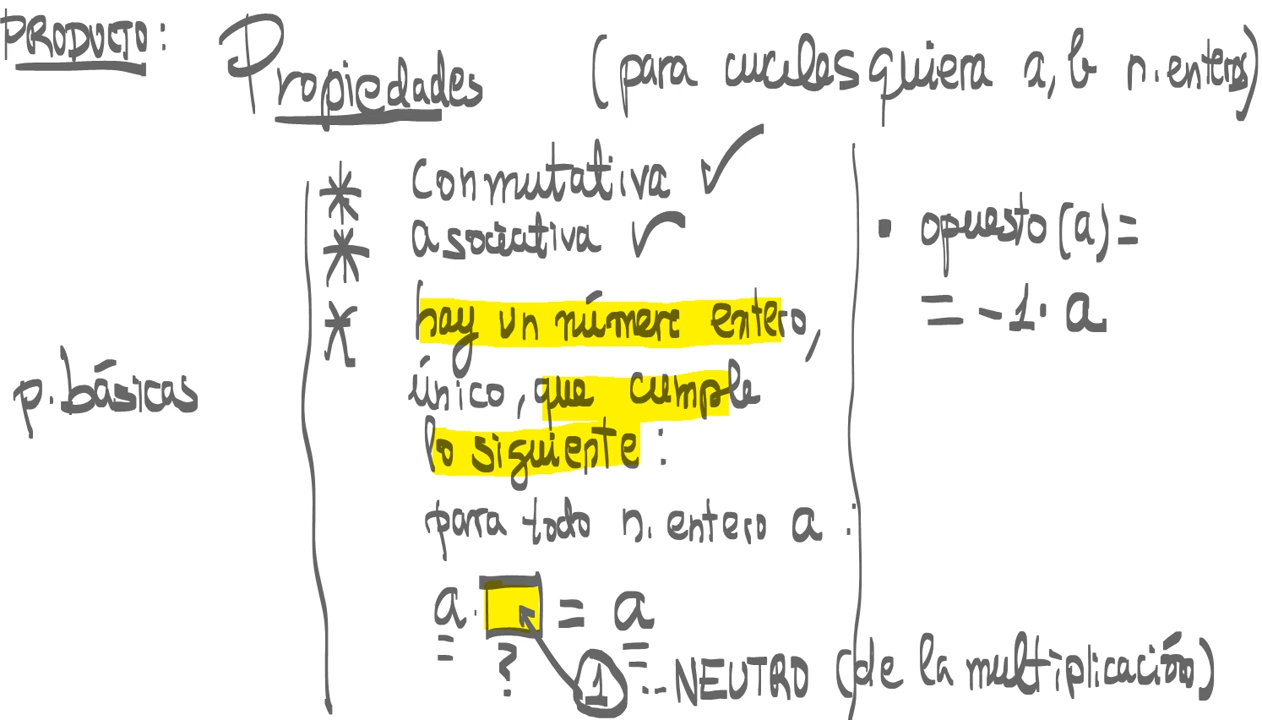 PRODUCTO: Propiedades (para cualesquiera a, b n. enteros)
* conmutativa ✓
* asociativa ✓
* hay un número entero,
único, que cumple
lo siguiente:
para todo n. entero a:
a · = a
?
1 NEUTRO (de la multiplicación)
p. básicas
▪ opuesto (a) =
= -1 · a